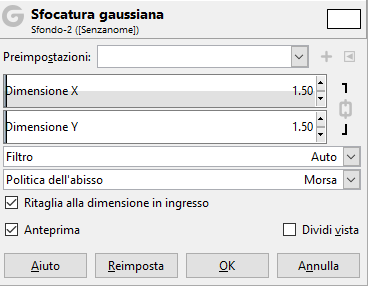 Sfocatura gaussiana
Sfondo-2 ([Senzanome])
Preimpostazioni:
Dimensione X 1.50
Dimensione Y 1.50
Filtro Auto
Politica dell'abisso Morsa
Ritaglia alla dimensione in ingresso
Anteprima Dividi vista
Aiuto Reimposta OK Annulla